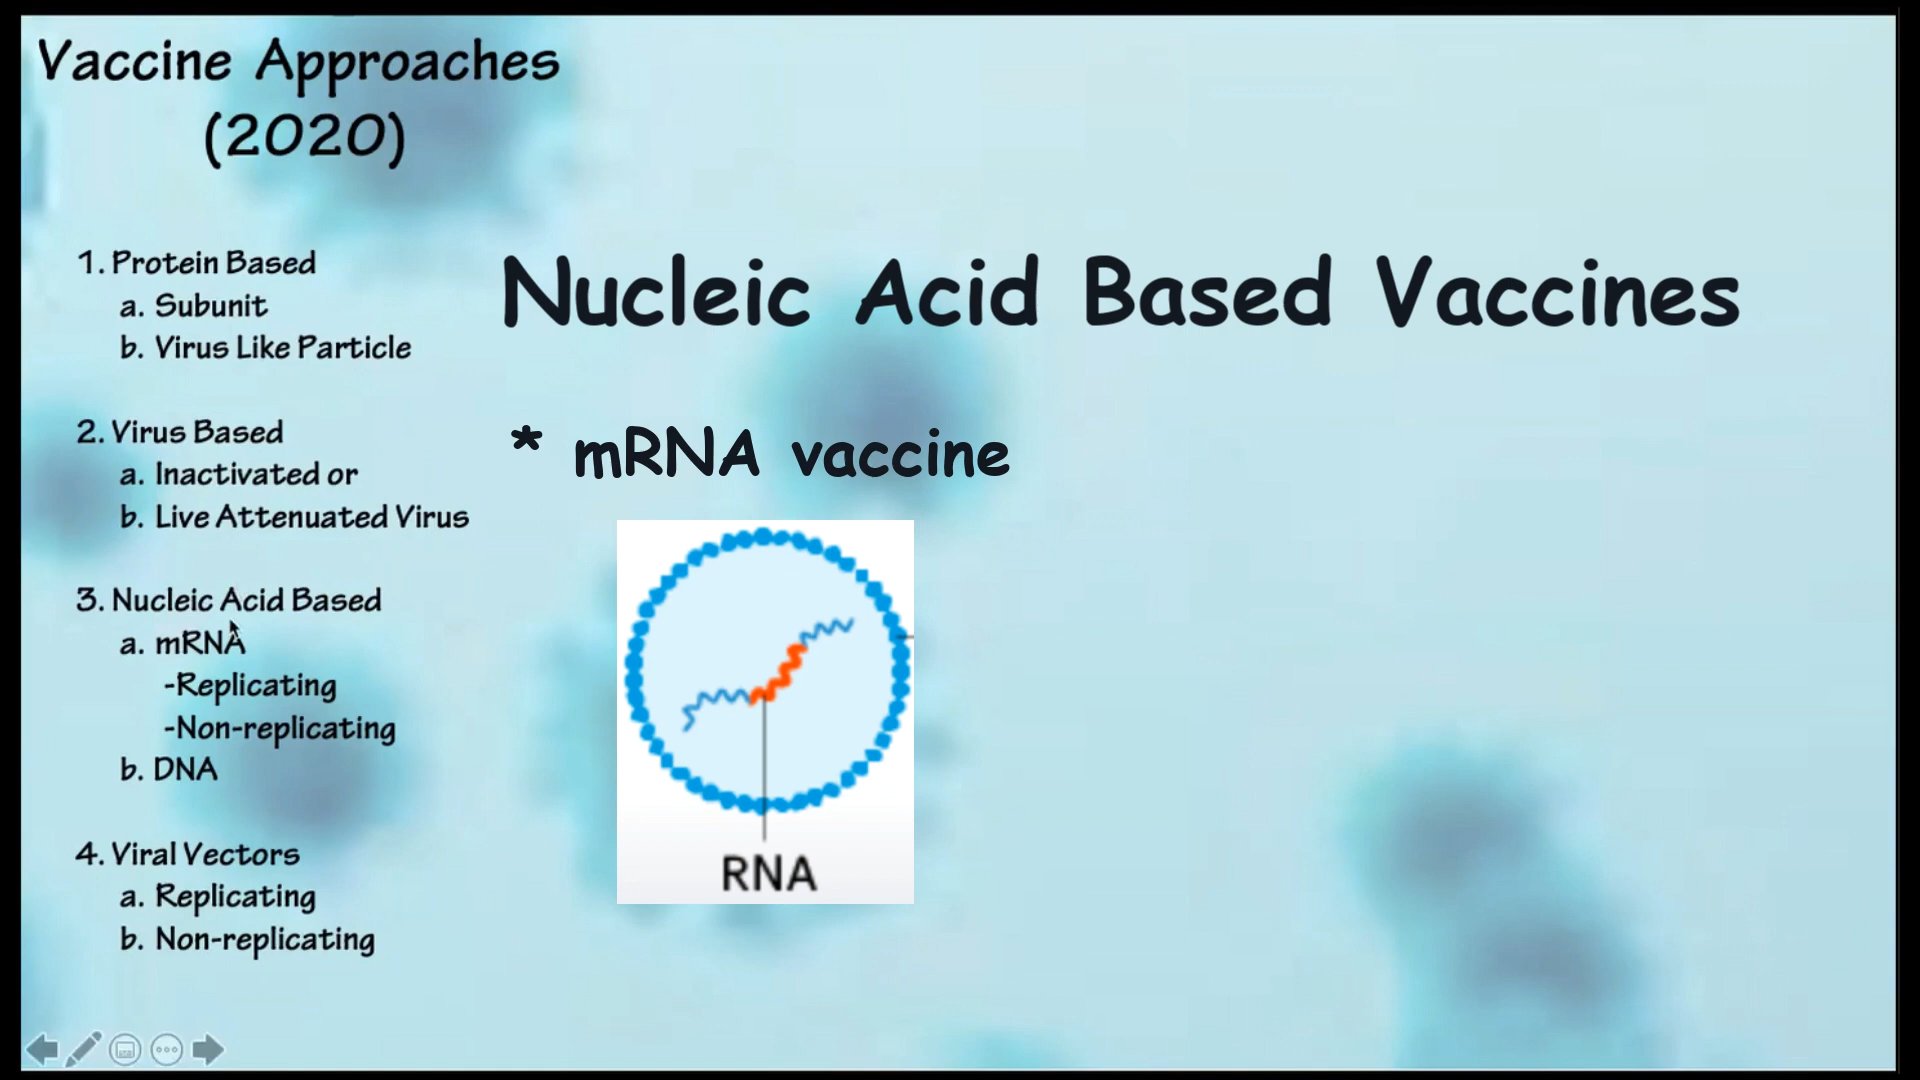 Vaccine Approaches
(2020)
1. Protein Based
a. Subunit
b. Virus Like Particle
2. Virus Based
a. Inactivated or
b. Live Attenuated Virus
3. Nucleic Acid Based
a. mRNA
-Replicating
-Non-replicating
b. DNA
4. Viral Vectors
a. Replicating
b. Non-replicating
Nucleic Acid Based Vaccines
* mRNA vaccine
RNA